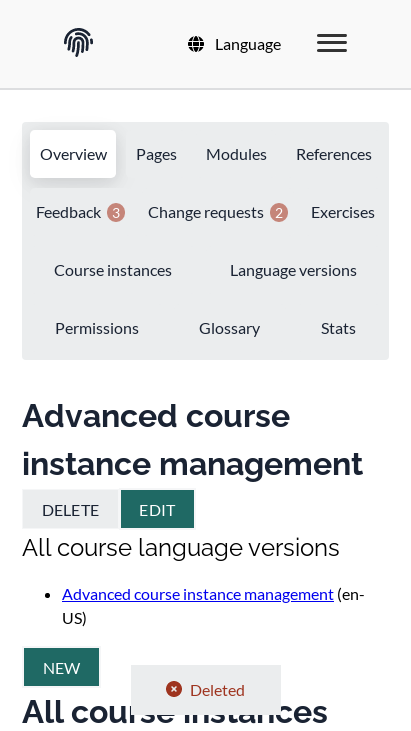 Language
Overview Pages Modules References
Feedback 3 Change requests 2 Exercises
Course instances Language versions
Permissions Glossary Stats
Advanced course
instance management
DELETE EDIT
All course language versions
Advanced course instance management (en-
US)
NEW
Deleted
All course instances